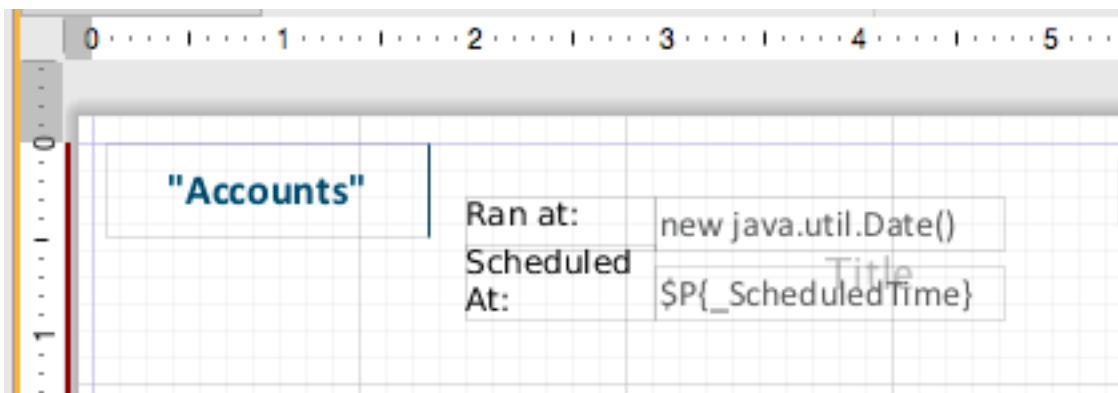 0 1 2 3 4 5
0
"Accounts"
Ran at:
new java.util.Date()
Scheduled
At:
Title
$P{_ScheduledTime}
1